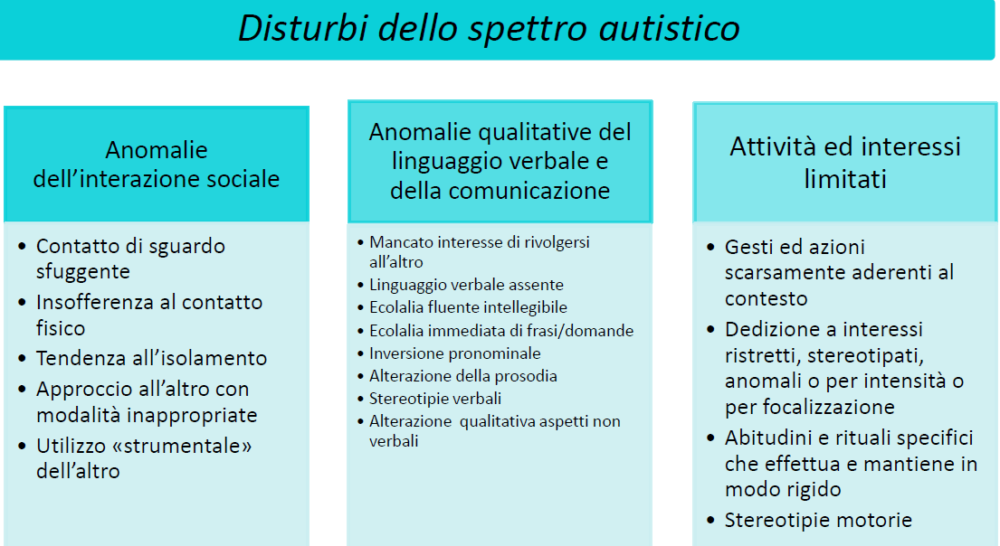 Disturbi dello spettro autistico
Anomalie
dell'interazione sociale
• Contatto di sguardo
sfuggente
• Insofferenza al contatto
fisico
• Tendenza all'isolamento
• Approccio all'altro con
modalità inappropriate
• Utilizzo «strumentale»
dell'altro
Anomalie qualitative del
linguaggio verbale e
della comunicazione
• Mancato interesse di rivolgersi
all'altro
• Linguaggio verbale assente
• Ecolalia fluente intellegibile
• Ecolalia immediata di frasi/domande
• Inversione pronominale
• Alterazione della prosodia
• Stereotipie verbali
• Alterazione qualitativa aspetti non
verbali
Attività ed interessi
limitati
• Gesti ed azioni
scarsamente aderenti al
contesto
• Dedizione a interessi
ristretti, stereotipati,
anomali o per intensità o
per focalizzazione
• Abitudini e rituali specifici
che effettua e mantiene in
modo rigido
• Stereotipie motorie